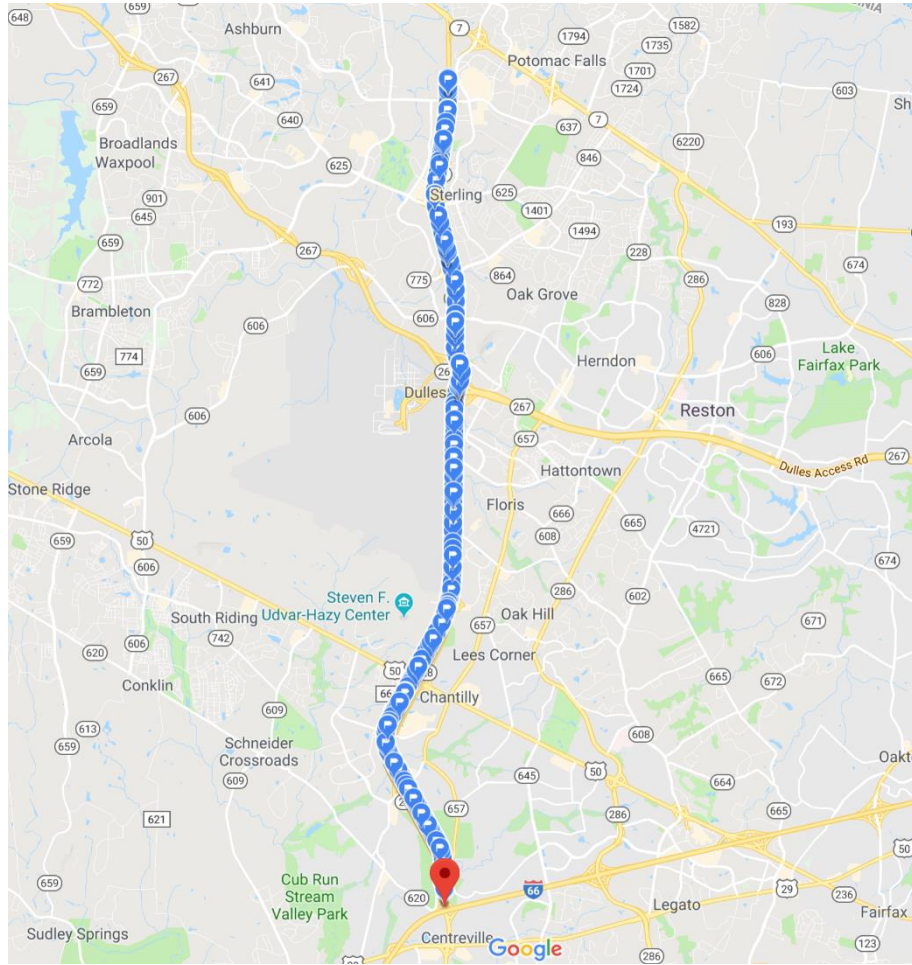 648
659
Ashburn
7
1794
1582
1735
Potomac Falls
267
641
1701
1724
603
659
640
7
637
6220
Broadlands
Waxpool
846
625
Sterling
625
901
645
1401
193
267
1494
228
659
674
772
775
864
286
Brambleton
Oak Grove
828
606
606
774
Herndon
606
Lake
Fairfax Park
659
Dulles
267
Reston
606
Arcola
657
Dulles Access Rd
267
Hattontown
Stone Ridge
Floris
666
665
4721
659
50
608
606
674
286
Steven F.
Udvar-Hazy Center
602
South Riding
657
Oak Hill
671
742
606
620
Lees Corner
50
665
672
Conklin
Chantilly
609
613
608
Schneider
Crossroads
659
609
645
50
664
657
286
665
621
50
Cub Run
Stream
Valley Park
659
66
29
620
236
Legato
Fairfax
Centreville
Sudley Springs
Google
286
123